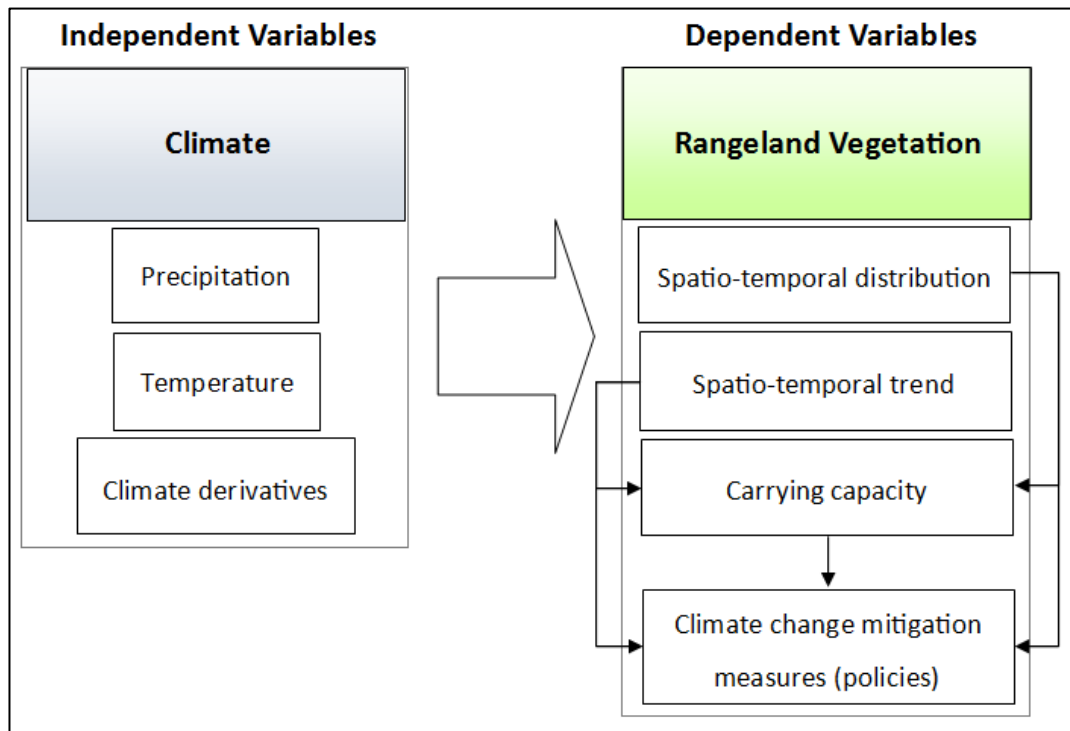 Independent Variables
Climate
Precipitation
Temperature
Climate derivatives
Dependent Variables
Rangeland Vegetation
Spatio-temporal distribution
Spatio-temporal trend
Carrying capacity
Climate change mitigation
measures (policies)